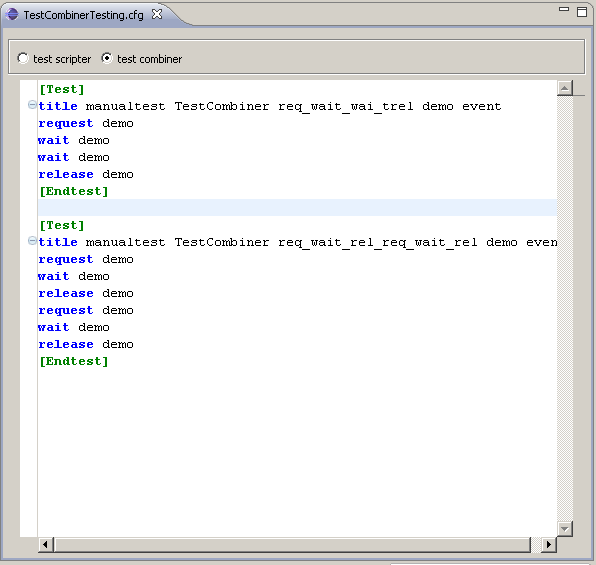 TestCombinerTesting.cfg
test scripter test combiner
[Test]
title manualtest TestCombiner req_wait_wai_trel demo event
request demo
wait demo
wait demo
release demo
[Endtest]
[Test]
title manualtest TestCombiner req_wait_rel_req_wait_rel demo even
request demo
wait demo
release demo
request demo
wait demo
release demo
[Endtest]